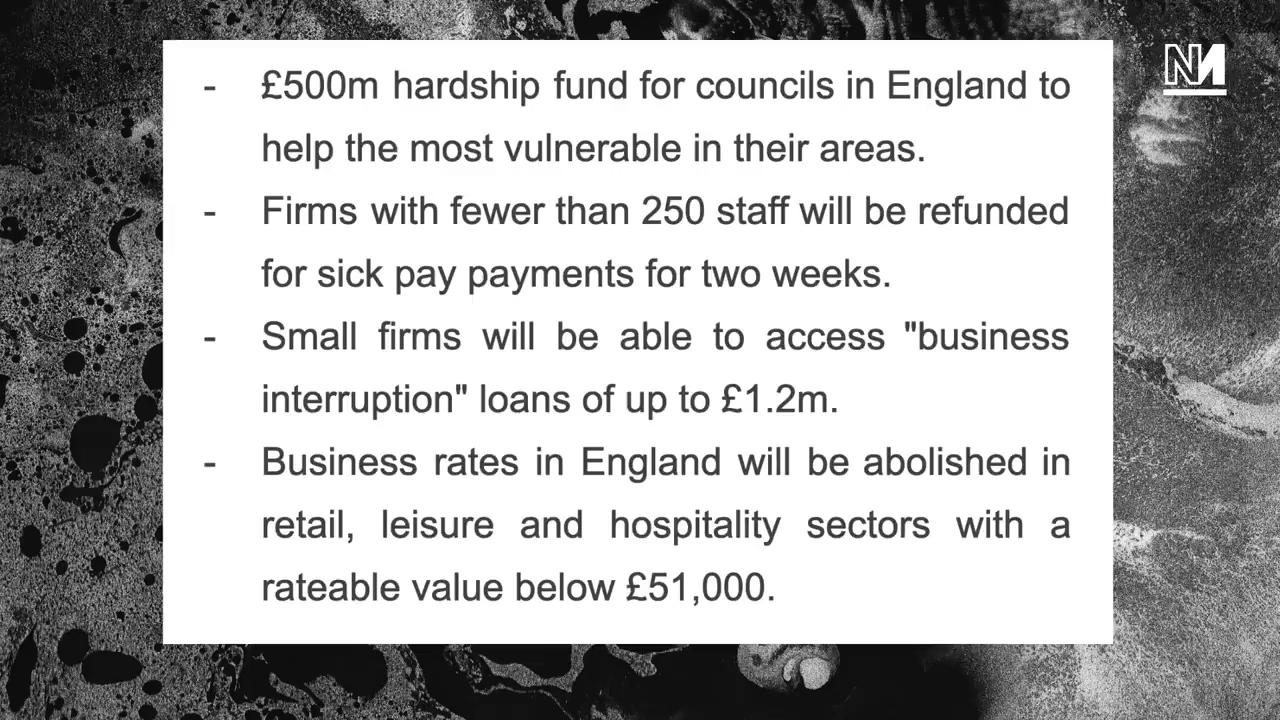 - £500m hardship fund for councils in England to
help the most vulnerable in their areas.
- Firms with fewer than 250 staff will be refunded
for sick pay payments for two weeks.
- Small firms will be able to access "business
interruption" loans of up to £1.2m.
- Business rates in England will be abolished in
retail, leisure and hospitality sectors with a
rateable value below £51,000.
NM